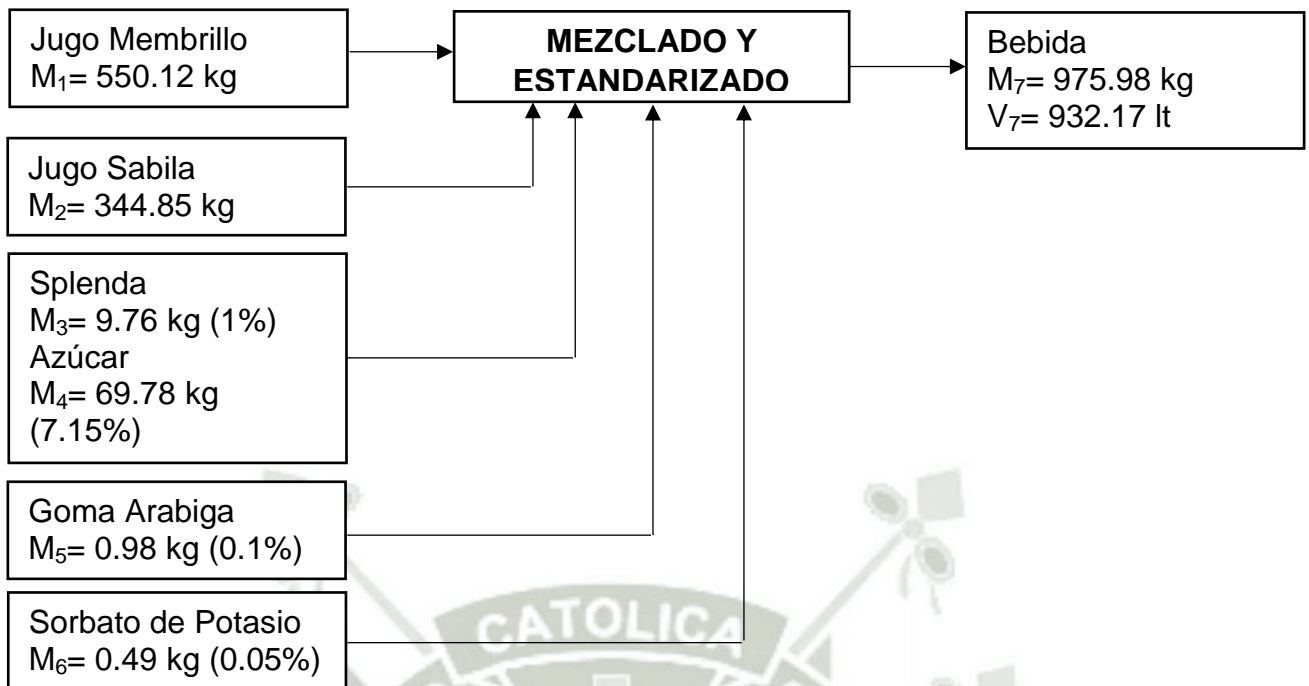 Jugo Membrillo
M₁= 550.12 kg
MEZCLADO Y
ESTANDARIZADO
Bebida
M₇= 975.98 kg
V₇= 932.17 lt
Jugo Sabila
M₂= 344.85 kg
Splenda
M₃= 9.76 kg (1%)
Azúcar
M₄= 69.78 kg
(7.15%)
Goma Arabiga
M₅= 0.98 kg (0.1%)
Sorbato de Potasio
M₆= 0.49 kg (0.05%)
CATOLICA